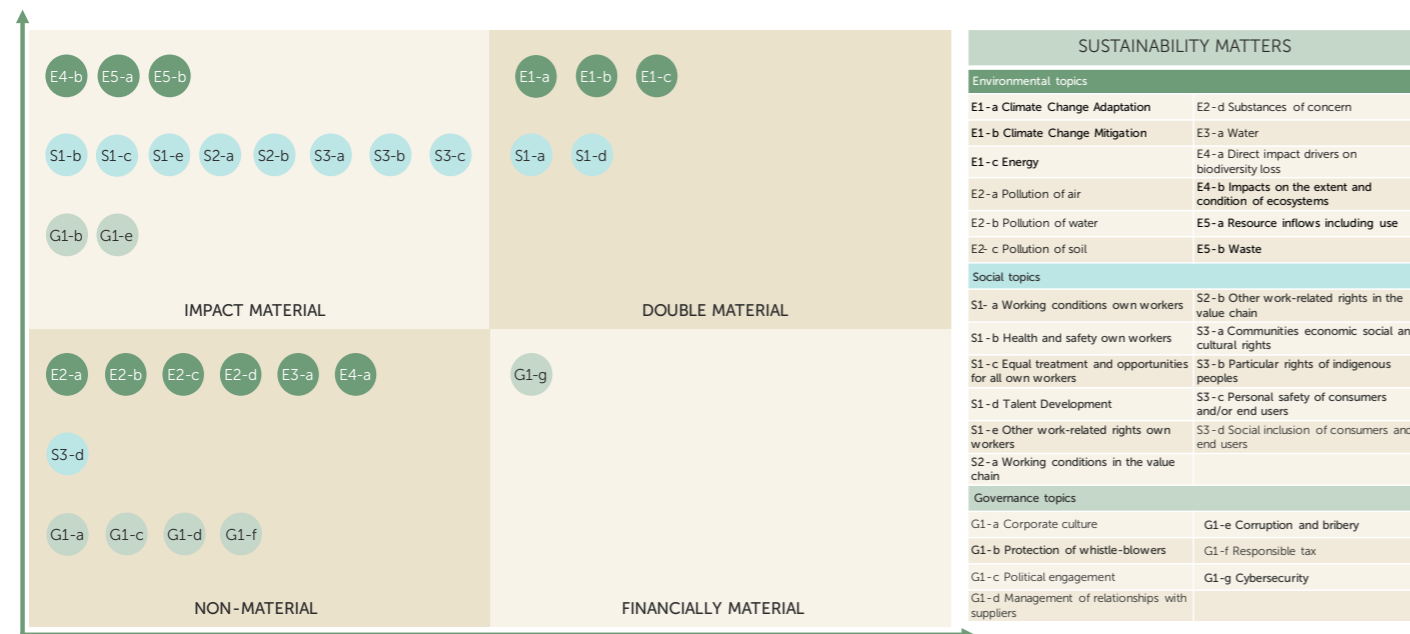 E4-b E5-a E5-b
S1-b S1-c S1-e S2-a S2-b S3-a S3-b S3-c
G1-b G1-e
IMPACT MATERIAL
E1-a E1-b E1-c
S1-a S1-d
DOUBLE MATERIAL
E2-a E2-b E2-c E2-d E3-a E4-a
S3-d
G1-a G1-c G1-d G1-f
NON-MATERIAL
G1-g
FINANCIALLY MATERIAL
SUSTAINABILITY MATTERS
Environmental topics
E1-a Climate Change Adaptation
E2-d Substances of concern
E1-b Climate Change Mitigation
E3-a Water
E1-c Energy
E4-a Direct impact drivers on
biodiversity loss
E2-a Pollution of air
E4-b Impacts on the extent and
condition of ecosystems
E2-b Pollution of water
E5-a Resource inflows including use
E2- c Pollution of soil
E5-b Waste
Social topics
S1- a Working conditions own workers
S2-b Other work-related rights in the
value chain
S1-b Health and safety own workers
S3-a Communities economic social an
cultural rights
S1-c Equal treatment and opportunities
for all own workers
S3-b Particular rights of indigenous
peoples
S1-d Talent Development
S3-c Personal safety of consumers
and/or end users
S1-e Other work-related rights own
workers
S3-d Social inclusion of consumers and
end users
S2-a Working conditions in the value
chain
Governance topics
G1-a Corporate culture
G1-e Corruption and bribery
G1-b Protection of whistle-blowers
G1-f Responsible tax
G1-c Political engagement
G1-g Cybersecurity
G1-d Management of relationships with
suppliers